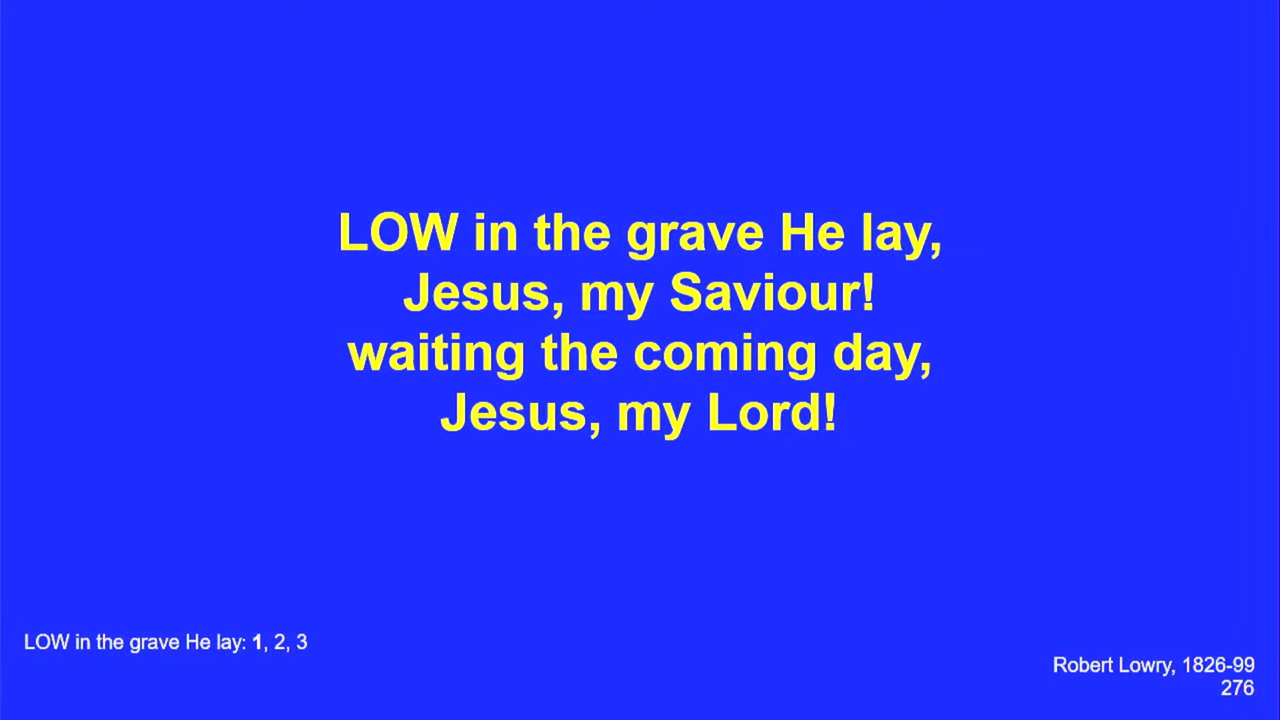 LOW in the grave He lay,
Jesus, my Saviour!
waiting the coming day,
Jesus, my Lord!
LOW in the grave He lay: 1, 2, 3
Robert Lowry, 1826-99
276